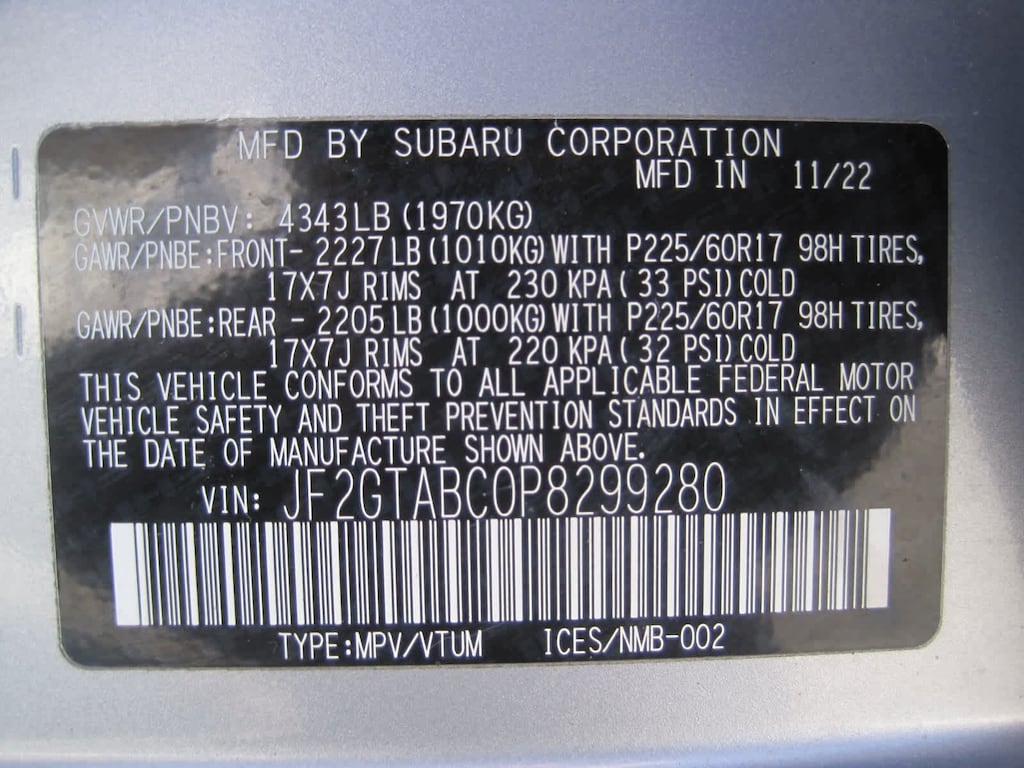 MFD BY SUBARU CORPORATION
MFD IN 11/22
GVWR/PNBV: 4343LB (1970KG)
GAWR/PNBE:FRONT- 2227 LB (1010KG) WITH P225/60R17 98H TIRES,
17X7J RIMS AT 230 KPA ( 33 PSI) COLD
GAWR/PNBE:REAR - 2205 LB (1000KG) WITH P225/60R17 98H TIRES,
17X7J RIMS AT 220 KPA ( 32 PSI) COLD
THIS VEHICLE CONFORMS TO ALL APPLICABLE FEDERAL MOTOR
VEHICLE SAFETY AND THEFT PREVENTION STANDARDS IN EFFECT ON
THE DATE OF MANUFACTURE SHOWN ABOVE.
VIN: JF2GTABC0P8299280
TYPE:MPV/VTUM ICES/NMB-002